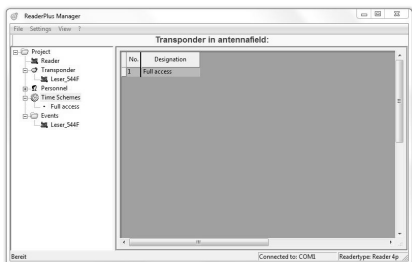 ReaderPlus Manager
File Settings View ?
Transponder in antennafield:
Project
Reader
Transponder
Leser_544F
Personnel
Time Schemes
Full access
Events
Leser_544F
No. Designation
1 Full access
Bereit Connected to: COM1 Readertype: Reader 4p